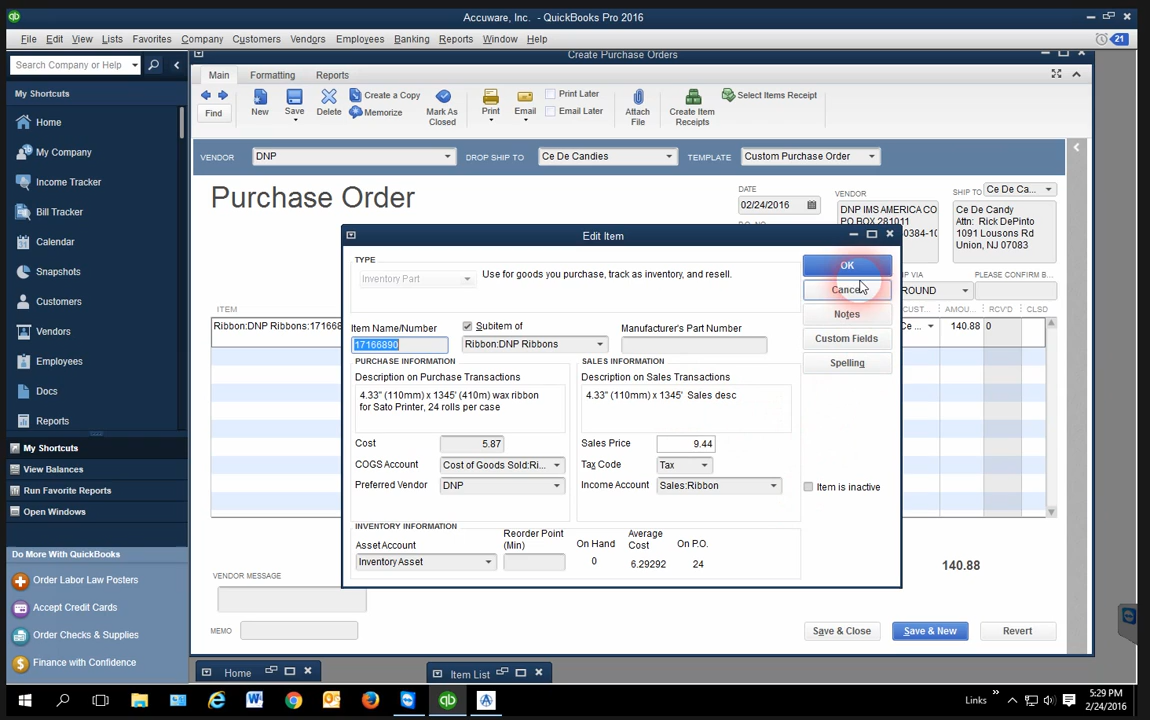 Accuware, Inc. - QuickBooks Pro 2016
File Edit View Lists Favorites Company Customers Vendors Employees Banking Reports Window Help
21
Search Company or Help
My Shortcuts
Home
My Company
Income Tracker
Bill Tracker
Calendar
Snapshots
Customers
Vendors
Employees
Docs
Reports
My Shortcuts
View Balances
Run Favorite Reports
Open Windows
Do More With QuickBooks
Order Labor Law Posters
Accept Credit Cards
Order Checks & Supplies
Finance with Confidence
Create Purchase Orders
Main Formatting Reports
Find
New
Save
Delete
Create a Copy
Memorize
Mark As
Closed
Print
Email
Print Later
Email Later
Attach
File
Create Item
Receipts
Select Items Receipt
VENDOR DNP DROP SHIP TO Ce De Candies TEMPLATE Custom Purchase Order
Purchase Order
DATE
02/24/2016
VENDOR
DNP IMS AMERICA CO
PO BOX 281011
0384-10
SHIP TO Ce De Ca...
Ce De Candy
Attn: Rick DePinto
1091 Lousons Rd
Union, NJ 07083
PLEASE CONFIRM B...
ROUND
ITEM CUST... AMOU... RCV'D CLSD
Ribbon:DNP Ribbons:171668 Ce ... 140.88 0
140.88
VENDOR MESSAGE
MEMO
Save & Close Save & New Revert
Edit Item
TYPE
Inventory Part
Use for goods you purchase, track as inventory, and resell.
OK
Cancel
Notes
Custom Fields
Spelling
Item Name/Number
17166890
Subitem of
Ribbon:DNP Ribbons
Manufacturer's Part Number
PURCHASE INFORMATION
Description on Purchase Transactions
4.33" (110mm) x 1345' (410m) wax ribbon
for Sato Printer, 24 rolls per case
Cost 5.87
COGS Account Cost of Goods Sold:Ri...
Preferred Vendor DNP
SALES INFORMATION
Description on Sales Transactions
4.33" (110mm) x 1345' Sales desc
Sales Price 9.44
Tax Code Tax
Income Account Sales:Ribbon
Item is inactive
INVENTORY INFORMATION
Asset Account
Inventory Asset
Reorder Point
(Min)
On Hand
0
Average
Cost
6.29292
On P.O.
24
Home
Item List
Links
5:29 PM
2/24/2016